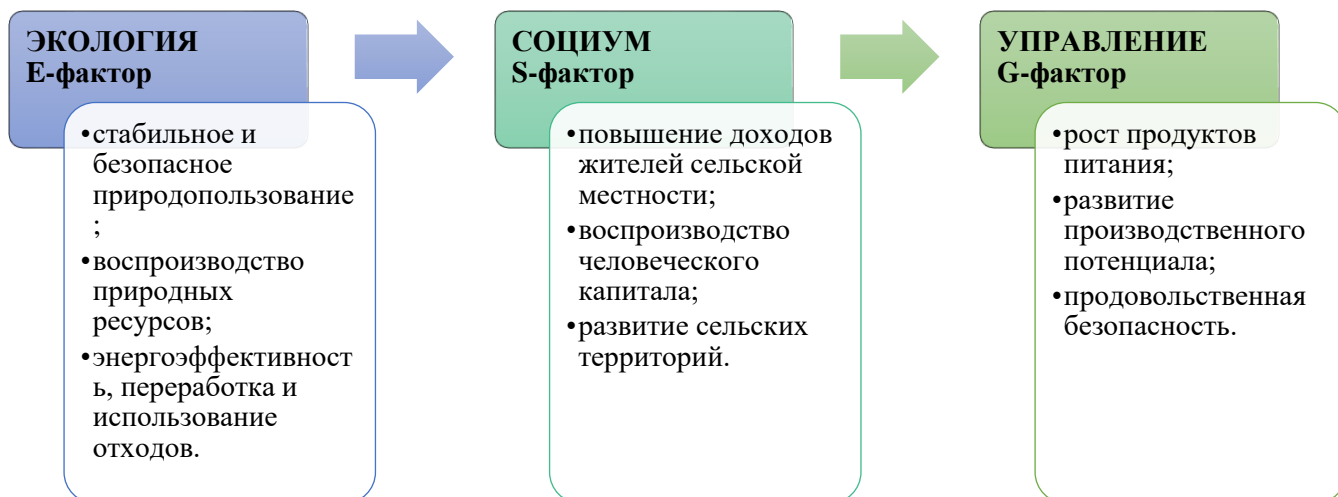 ЭКОЛОГИЯ
E-фактор
•стабильное и
безопасное
природопользование
;
•воспроизводство
природных
ресурсов;
•энергоэффективност
ь, переработка и
использование
отходов.
СОЦИУМ
S-фактор
•повышение доходов
жителей сельской
местности;
•воспроизводство
человеческого
капитала;
•развитие сельских
территорий.
УПРАВЛЕНИЕ
G-фактор
•рост продуктов
питания;
•развитие
производственного
потенциала;
•продовольственная
безопасность.